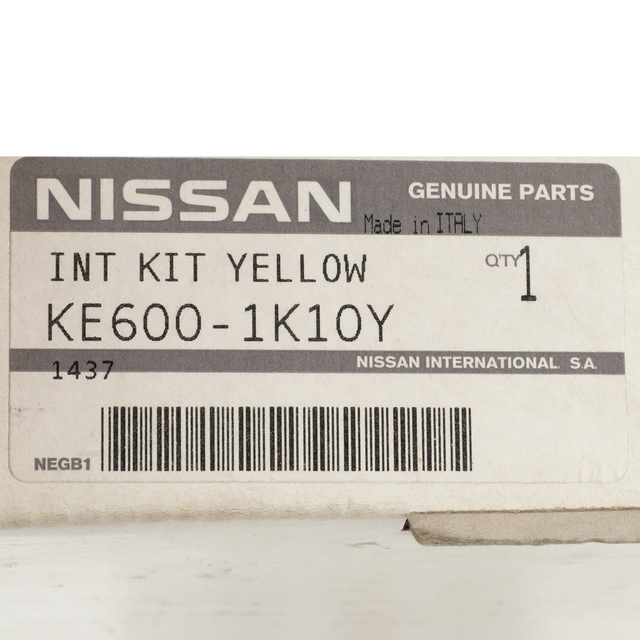 NISSAN GENUINE PARTS
Made in ITALY
INT KIT YELLOW Q'TY 1
KE600-1K10Y
NISSAN INTERNATIONAL S.A.
1437
NEGB1